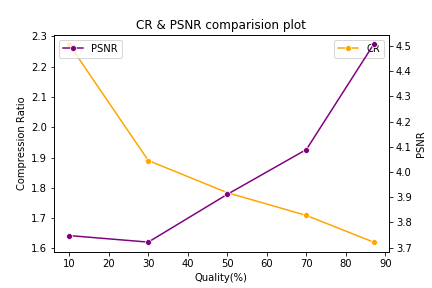 CR & PSNR comparision plot
PSNR
CR
Compression Ratio
2.3
2.2
2.1
2.0
1.9
1.8
1.7
1.6
4.5
4.4
4.3
4.2
4.1
4.0
3.9
3.8
3.7
PSNR
10 20 30 40 50 60 70 80 90
Quality(%)